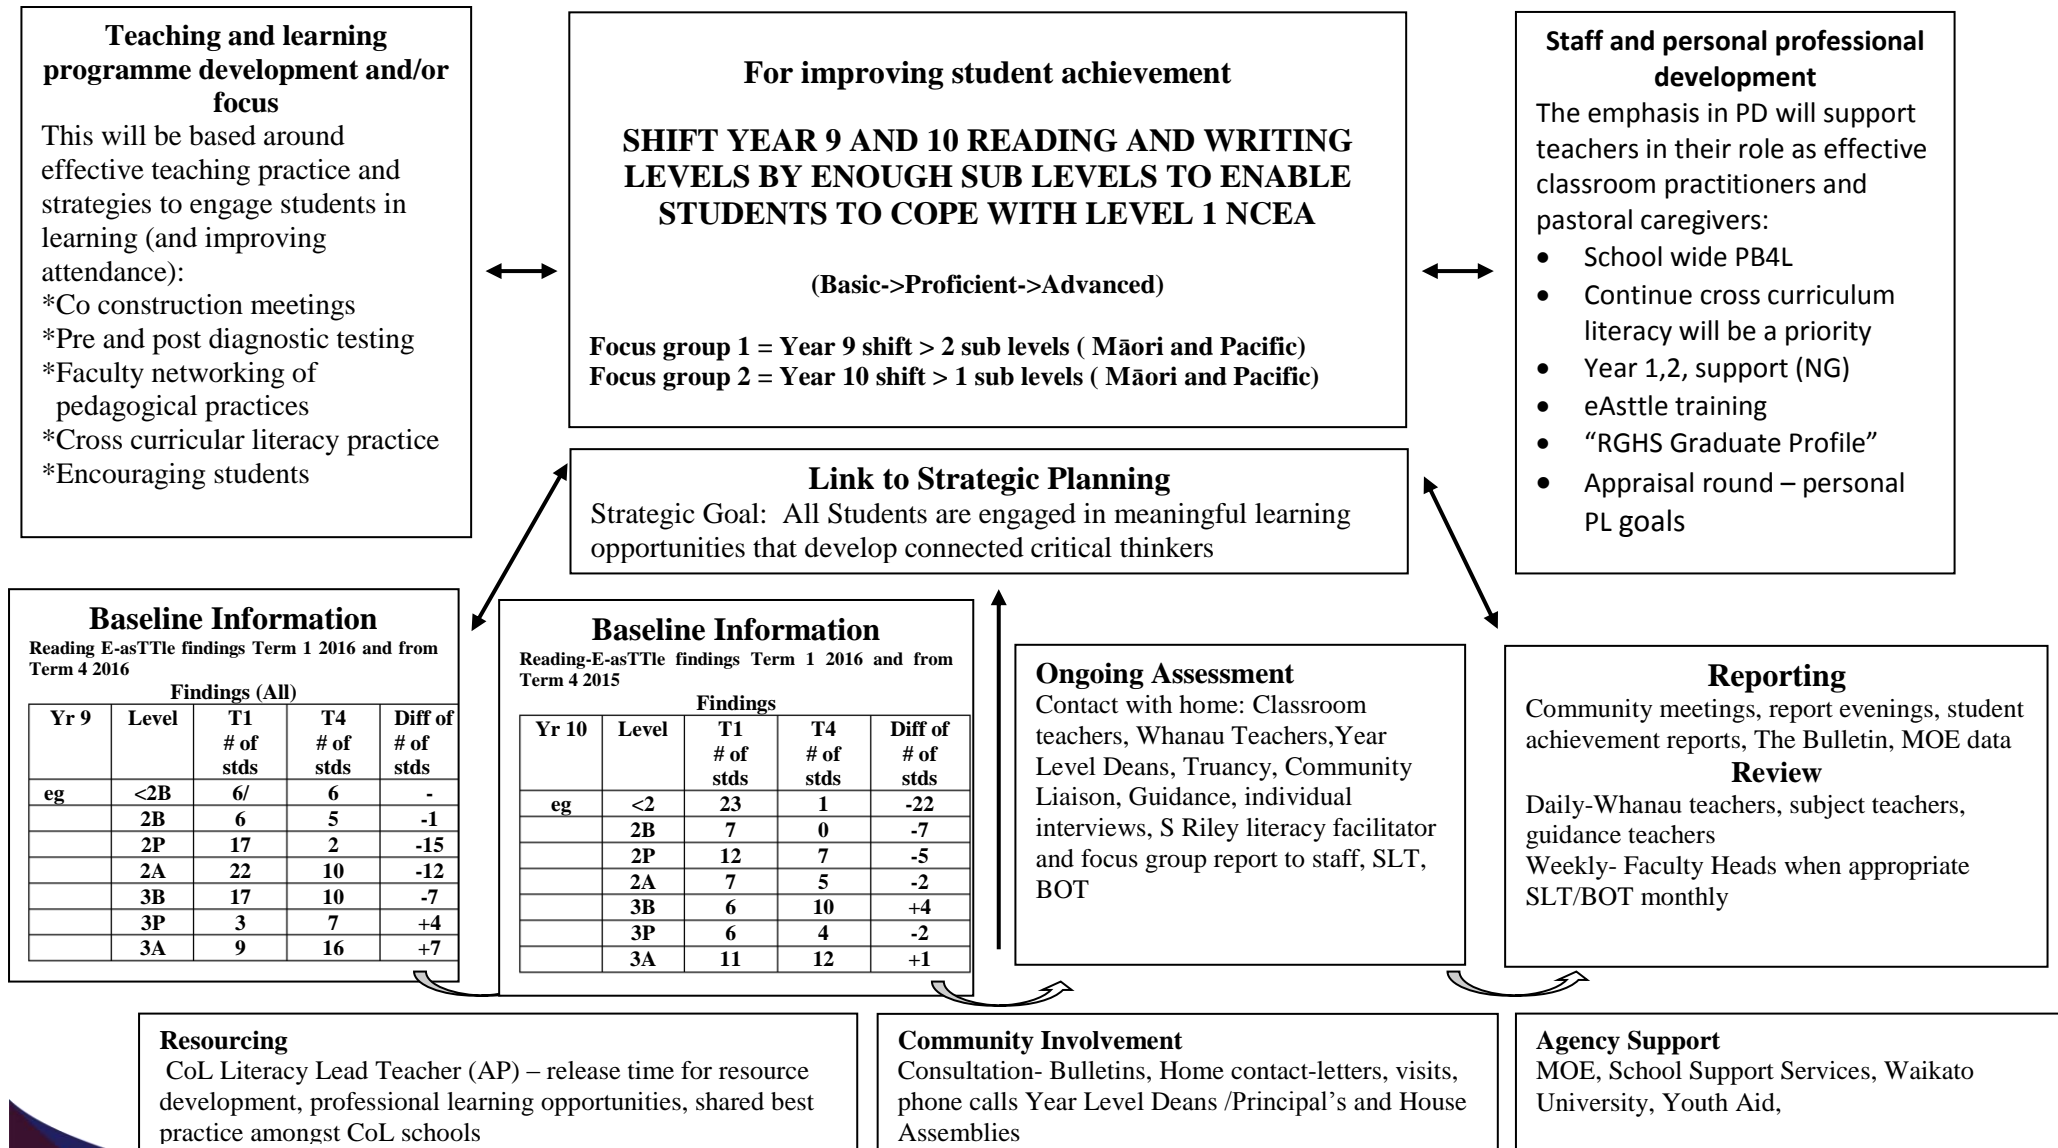 Teaching and learning
programme development and/or
focus
This will be based around
effective teaching practice and
strategies to engage students in
learning (and improving
attendance):
*Co construction meetings
*Pre and post diagnostic testing
*Faculty networking of
pedagogical practices
*Cross curricular literacy practice
*Encouraging students
For improving student achievement
SHIFT YEAR 9 AND 10 READING AND WRITING
LEVELS BY ENOUGH SUB LEVELS TO ENABLE
STUDENTS TO COPE WITH LEVEL 1 NCEA
(Basic->Proficient->Advanced)
Focus group 1 = Year 9 shift > 2 sub levels ( Māori and Pacific)
Focus group 2 = Year 10 shift > 1 sub levels ( Māori and Pacific)
Staff and personal professional
development
The emphasis in PD will support
teachers in their role as effective
classroom practitioners and
pastoral caregivers:
• School wide PB4L
• Continue cross curriculum
literacy will be a priority
• Year 1,2, support (NG)
• eAsttle training
• “RGHS Graduate Profile”
• Appraisal round – personal
PL goals
Link to Strategic Planning
Strategic Goal: All Students are engaged in meaningful learning
opportunities that develop connected critical thinkers
Baseline Information
Reading E-asTTle findings Term 1 2016 and from
Term 4 2016
Findings (All)
Yr 9 Level T1 T4 Diff of
# of # of # of
stds stds stds
eg <2B 6/ 6 -
2B 6 5 -1
2P 17 2 -15
2A 22 10 -12
3B 17 10 -7
3P 3 7 +4
3A 9 16 +7
Baseline Information
Reading-E-asTTle findings Term 1 2016 and from
Term 4 2015
Findings
Yr 10 Level T1 T4 Diff of
# of # of # of
stds stds stds
eg <2 23 1 -22
2B 7 0 -7
2P 12 7 -5
2A 7 5 -2
3B 6 10 +4
3P 6 4 -2
3A 11 12 +1
Ongoing Assessment
Contact with home: Classroom
teachers, Whanau Teachers,Year
Level Deans, Truancy, Community
Liaison, Guidance, individual
interviews, S Riley literacy facilitator
and focus group report to staff, SLT,
BOT
Reporting
Community meetings, report evenings, student
achievement reports, The Bulletin, MOE data
Review
Daily-Whanau teachers, subject teachers,
guidance teachers
Weekly- Faculty Heads when appropriate
SLT/BOT monthly
Resourcing
CoL Literacy Lead Teacher (AP) – release time for resource
development, professional learning opportunities, shared best
practice amongst CoL schools
Community Involvement
Consultation- Bulletins, Home contact-letters, visits,
phone calls Year Level Deans /Principal’s and House
Assemblies
Agency Support
MOE, School Support Services, Waikato
University, Youth Aid,